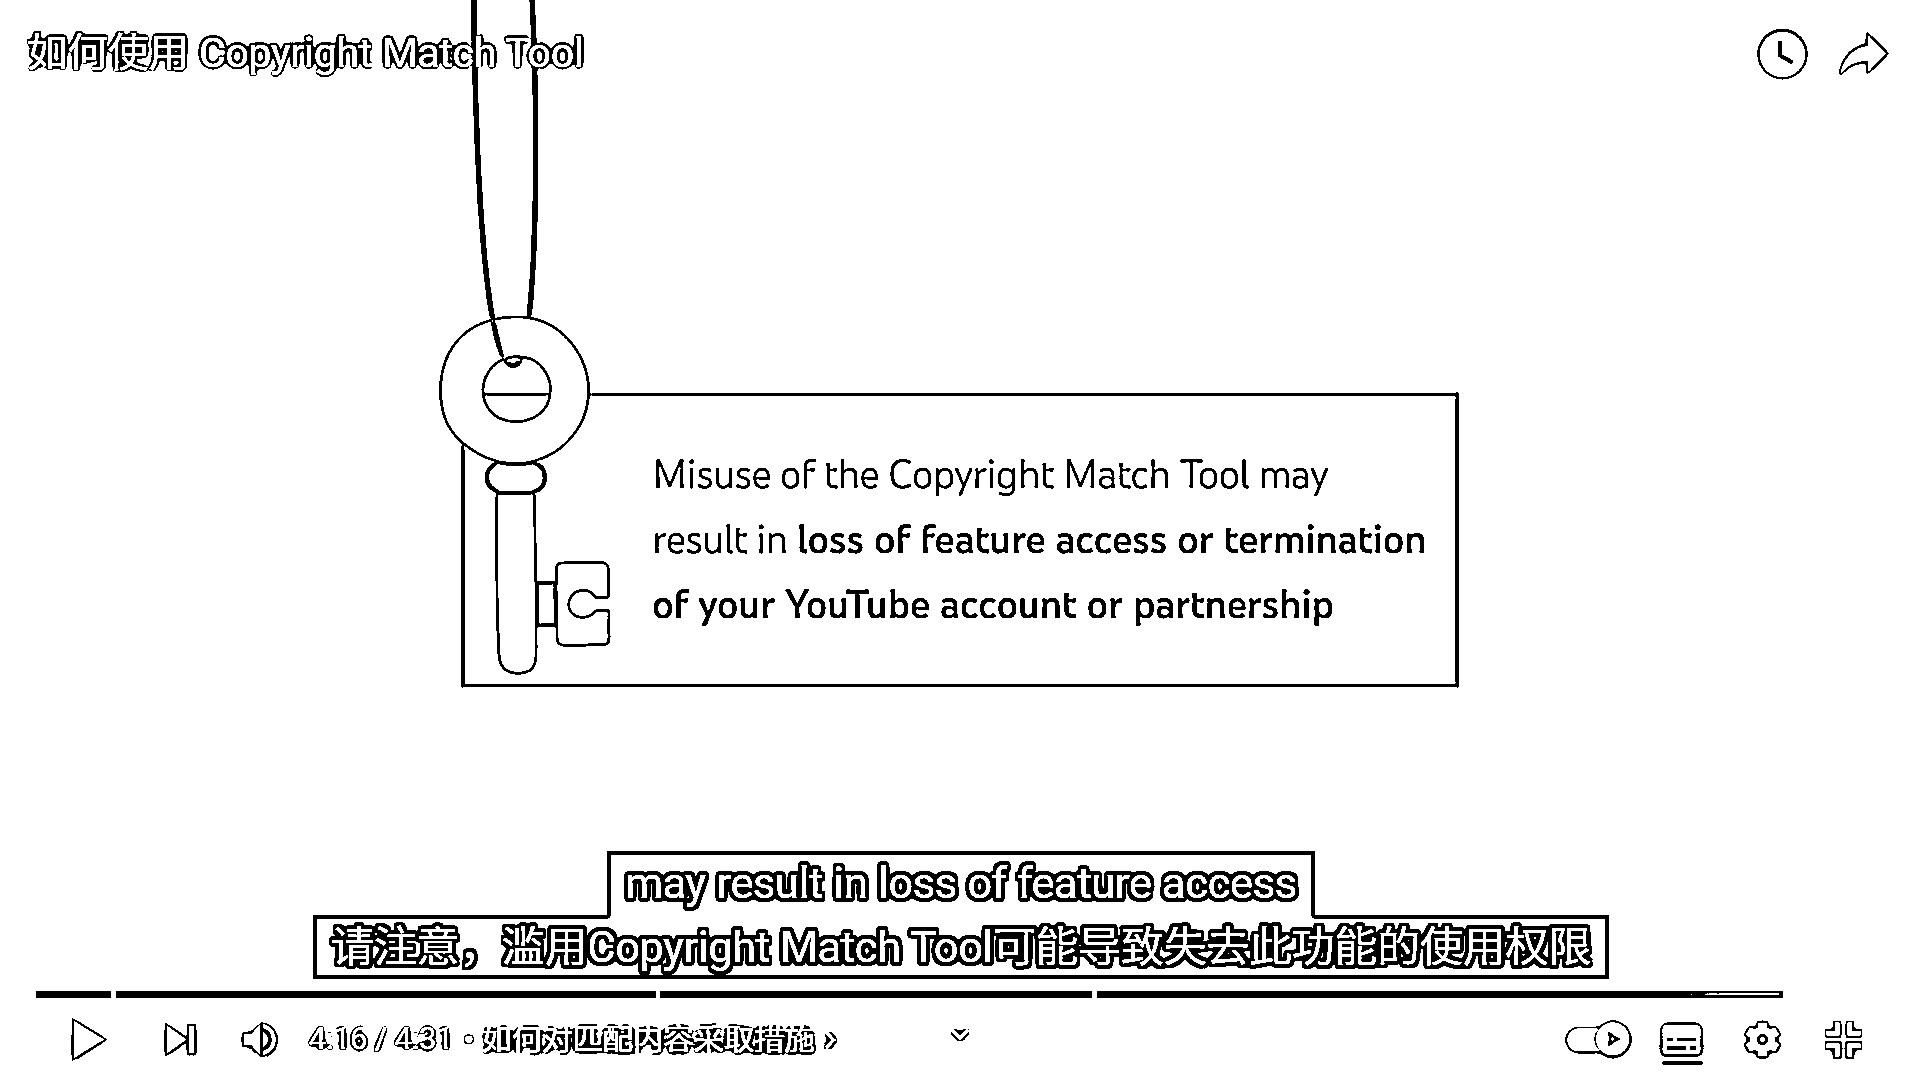 如何使用 Copyright Match Tool
Misuse of the Copyright Match Tool may
result in loss of feature access or termination
of your YouTube account or partnership
may result in loss of feature access
请注意，滥用Copyright Match Tool可能导致失去此功能的使用权限
4:16 / 4:31 • 如何对匹配内容采取措施 ›